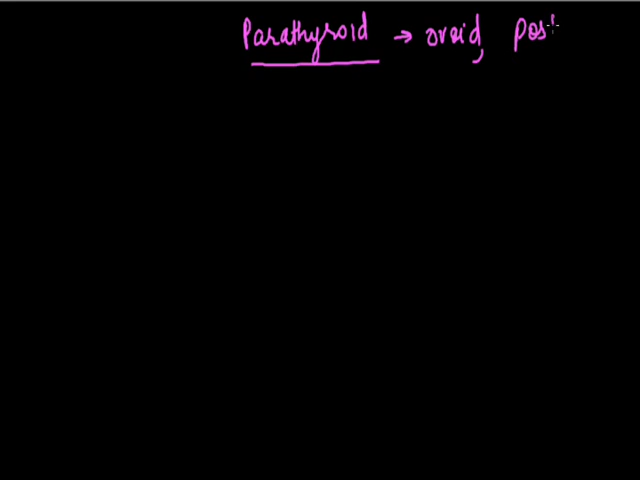 Parathyroid → ovoid, pos